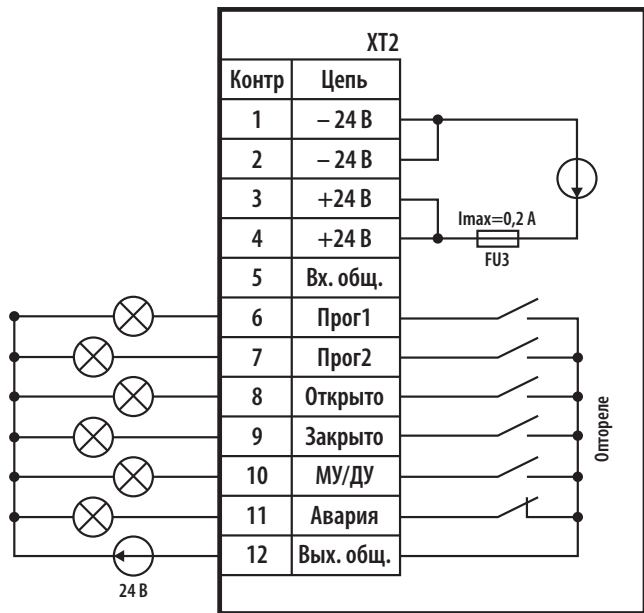 XT2
Контр Цепь
1 – 24 В
2 – 24 В
3 +24 В
4 +24 В
Imax=0,2 А
FU3
5 Вх. общ.
6 Прог1
7 Прог2
8 Открыто
9 Закрыто
10 МУ/ДУ
11 Авария
12 Вых. общ.
Оптореле
24 В